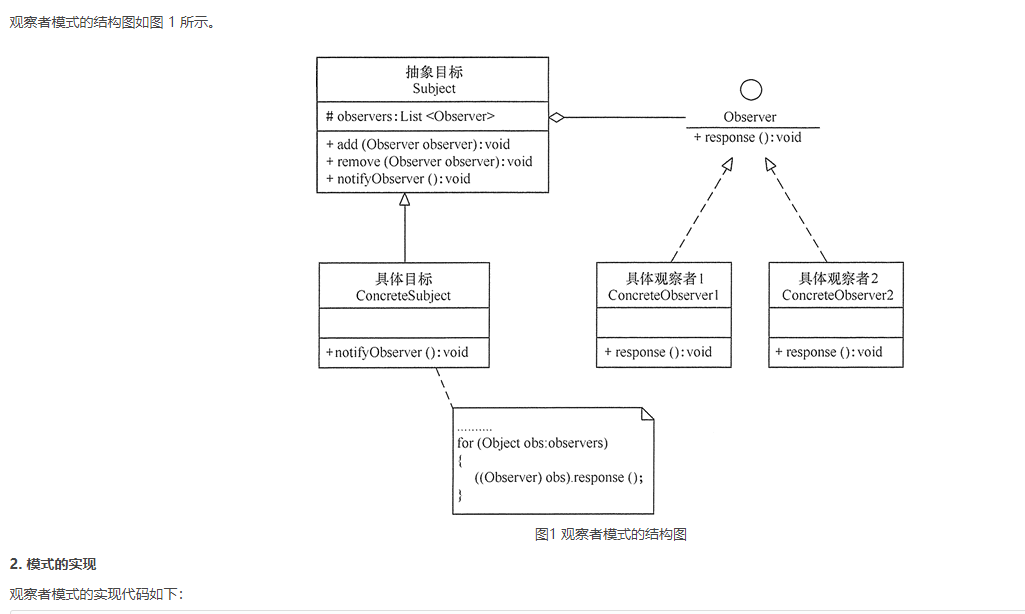 观察者模式的结构图如图 1 所示。
抽象目标
Subject
# observers:List <Observer>
+ add (Observer observer):void
+ remove (Observer observer):void
+ notifyObserver ():void
Observer
+ response ():void
具体目标
ConcreteSubject
+notifyObserver ():void
具体观察者1
ConcreteObserver1
+ response ():void
具体观察者2
ConcreteObserver2
+ response ():void
..........
for (Object obs:observers)
{
((Observer) obs).response ();
}
图1 观察者模式的结构图
2. 模式的实现
观察者模式的实现代码如下：